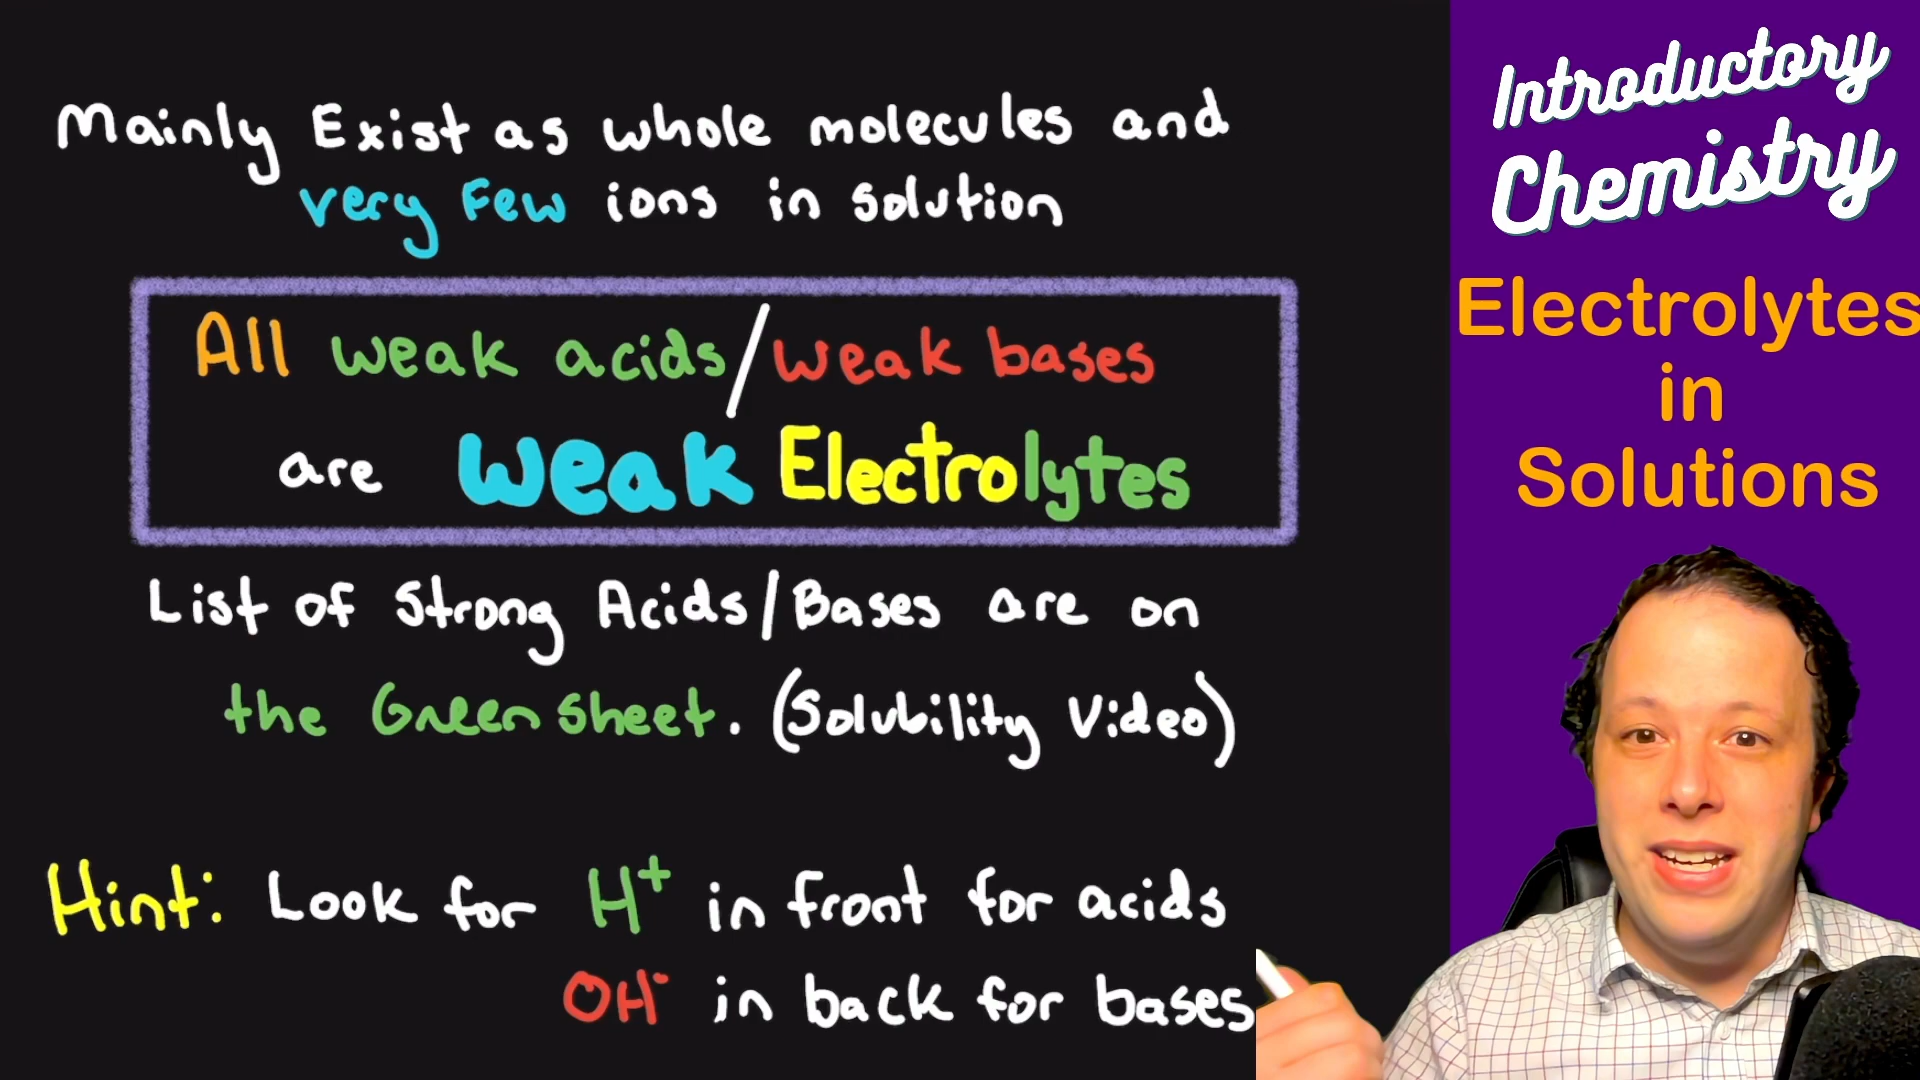 Mainly Exist as whole molecules and
very Few ions in solution
All weak acids/weak bases
are weak Electrolytes
List of Strong Acids/Bases are on
the Green sheet. (Solubility Video)
Hint: Look for H⁺ in front for acids
OH⁻ in back for bases
Introductory
Chemistry
Electrolytes
in
Solutions